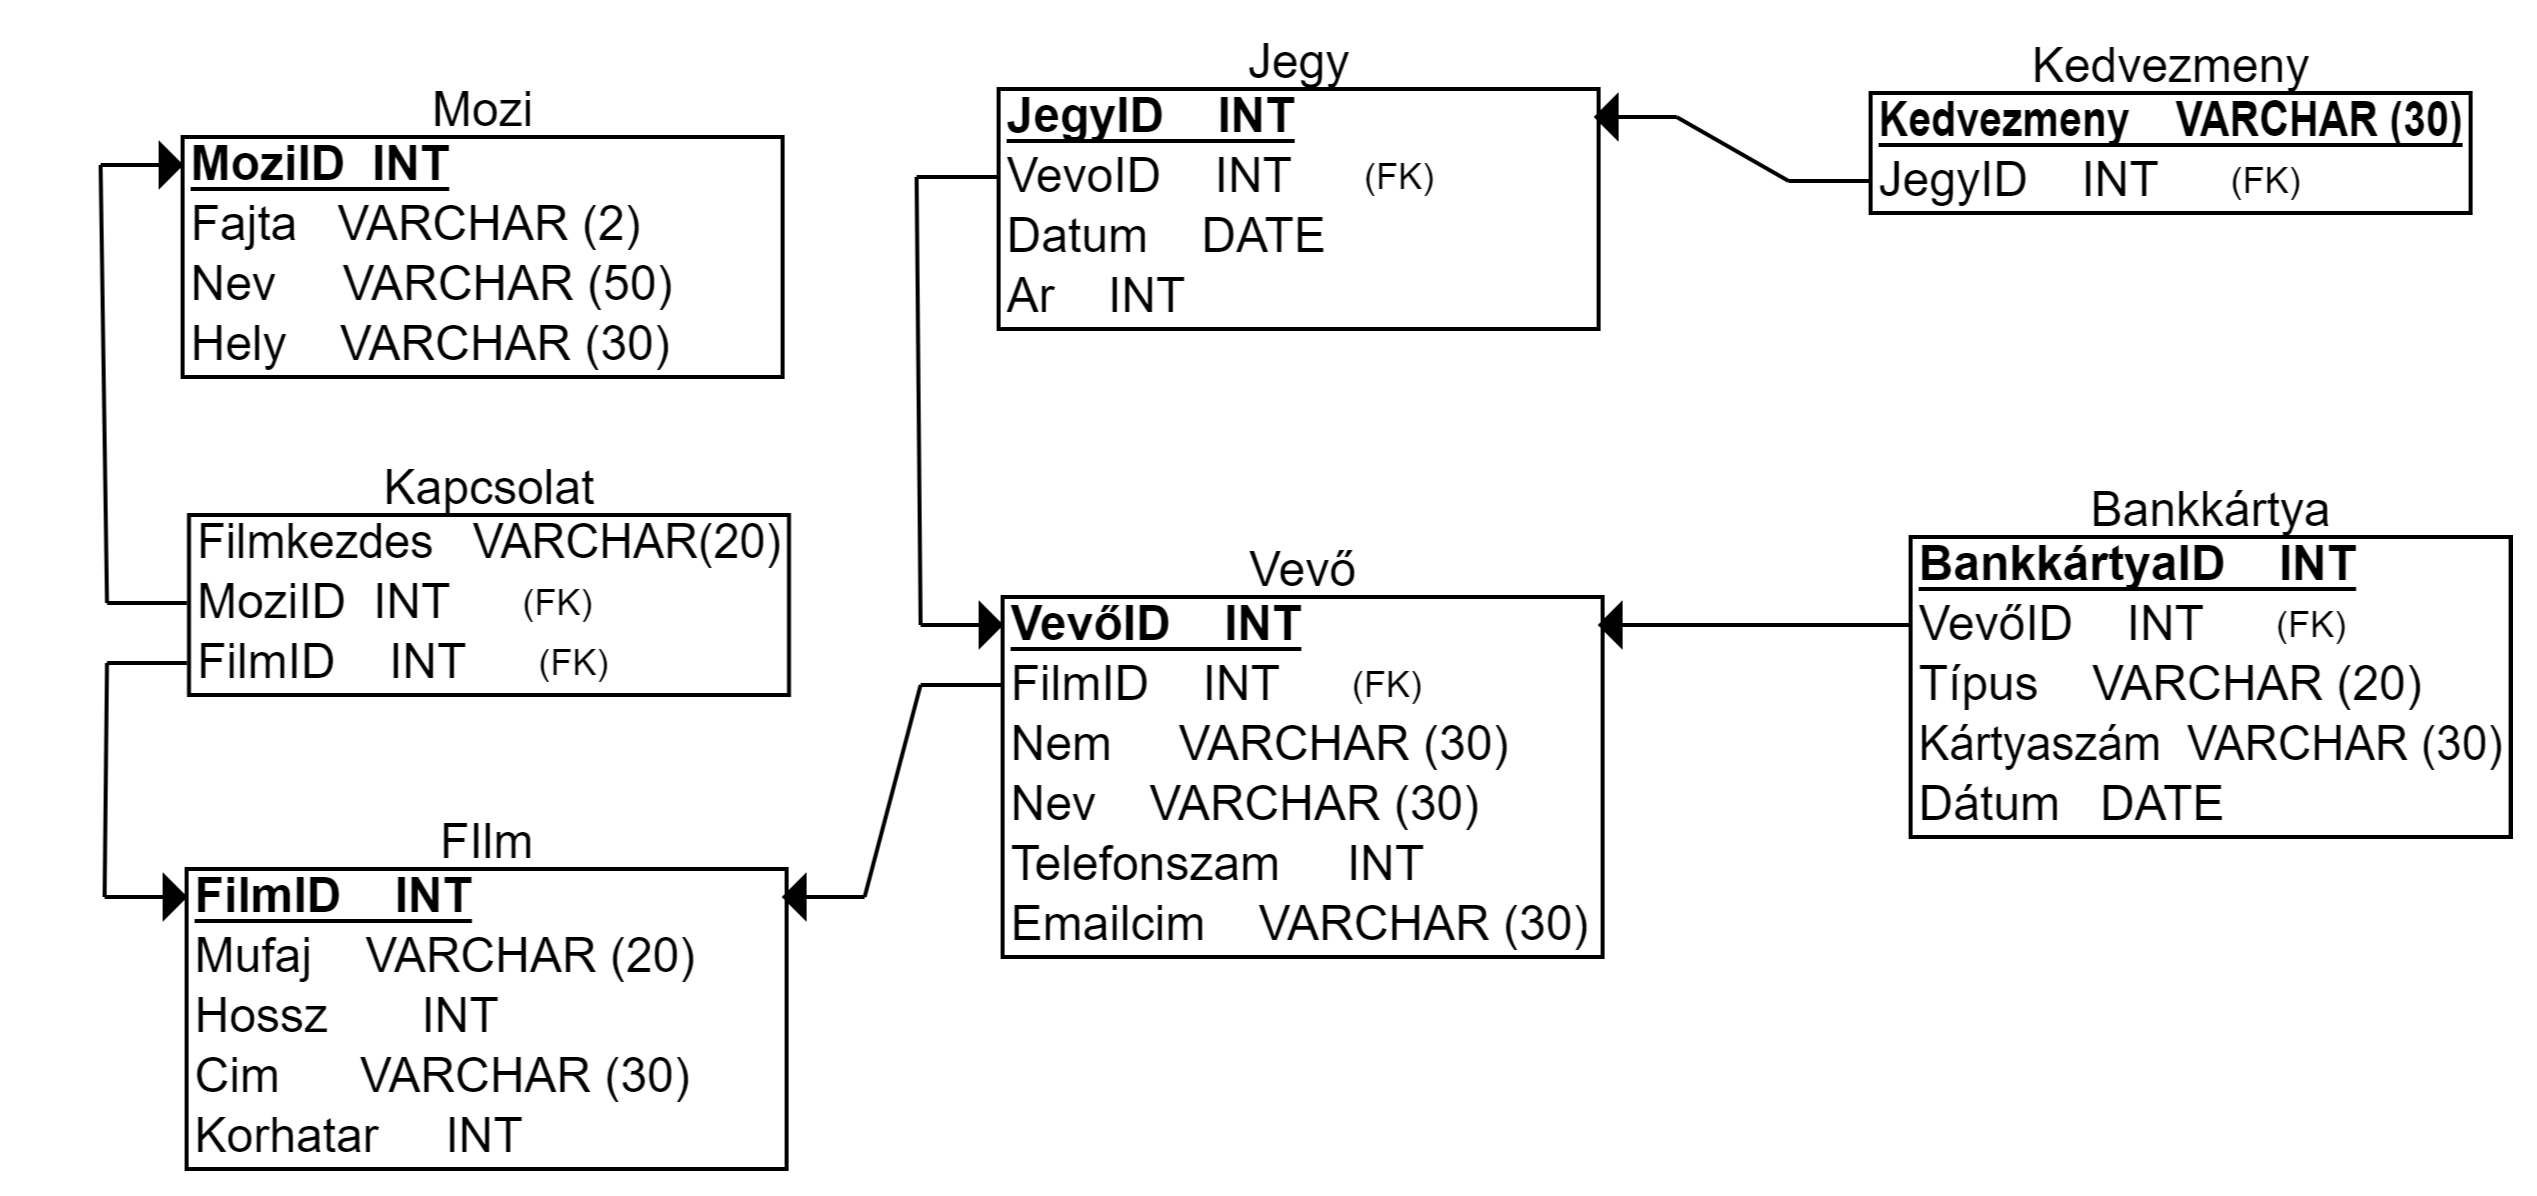 Mozi
MoziID INT
Fajta VARCHAR (2)
Nev VARCHAR (50)
Hely VARCHAR (30)
Kapcsolat
Filmkezdes VARCHAR(20)
MoziID INT (FK)
FilmID INT (FK)
FIlm
FilmID INT
Mufaj VARCHAR (20)
Hossz INT
Cim VARCHAR (30)
Korhatar INT
Jegy
JegyID INT
VevoID INT (FK)
Datum DATE
Ar INT
Vevő
VevőID INT
FilmID INT (FK)
Nem VARCHAR (30)
Nev VARCHAR (30)
Telefonszam INT
Emailcim VARCHAR (30)
Kedvezmeny
Kedvezmeny VARCHAR (30)
JegyID INT (FK)
Bankkártya
BankkártyaID INT
VevőID INT (FK)
Típus VARCHAR (20)
Kártyaszám VARCHAR (30)
Dátum DATE